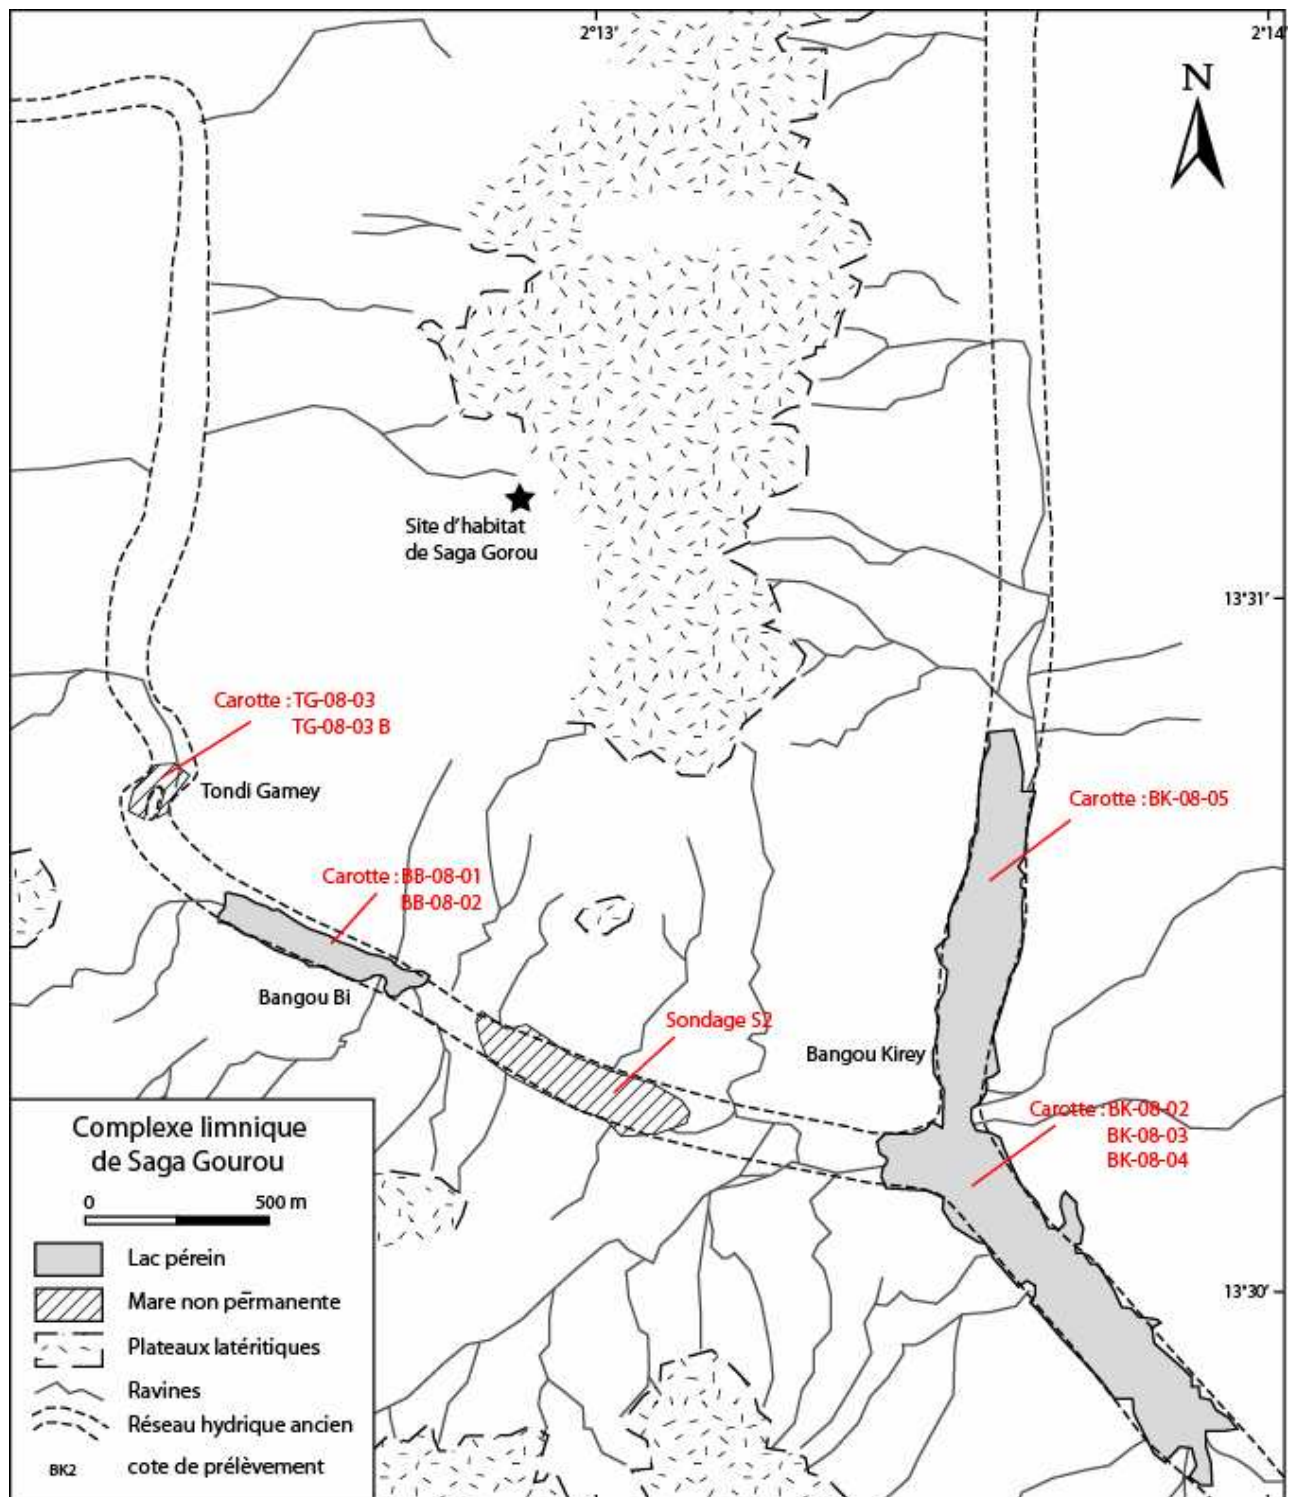 2°13'
2°14'
N
Site d'habitat
de Saga Gorou
13°31'
Carotte : TG-08-03
TG-08-03 B
Tondi Gamey
Carotte : BK-08-05
Carotte : BB-08-01
BB-08-02
Bangou Bi
Sondage S2
Bangou Kirey
Carotte : BK-08-02
BK-08-03
BK-08-04
13°30'
Complexe limnique
de Saga Gourou
0 500 m
Lac pérein
Mare non pērmanente
Plateaux latéritiques
Ravines
Réseau hydrique ancien
BK2 cote de prélèvement